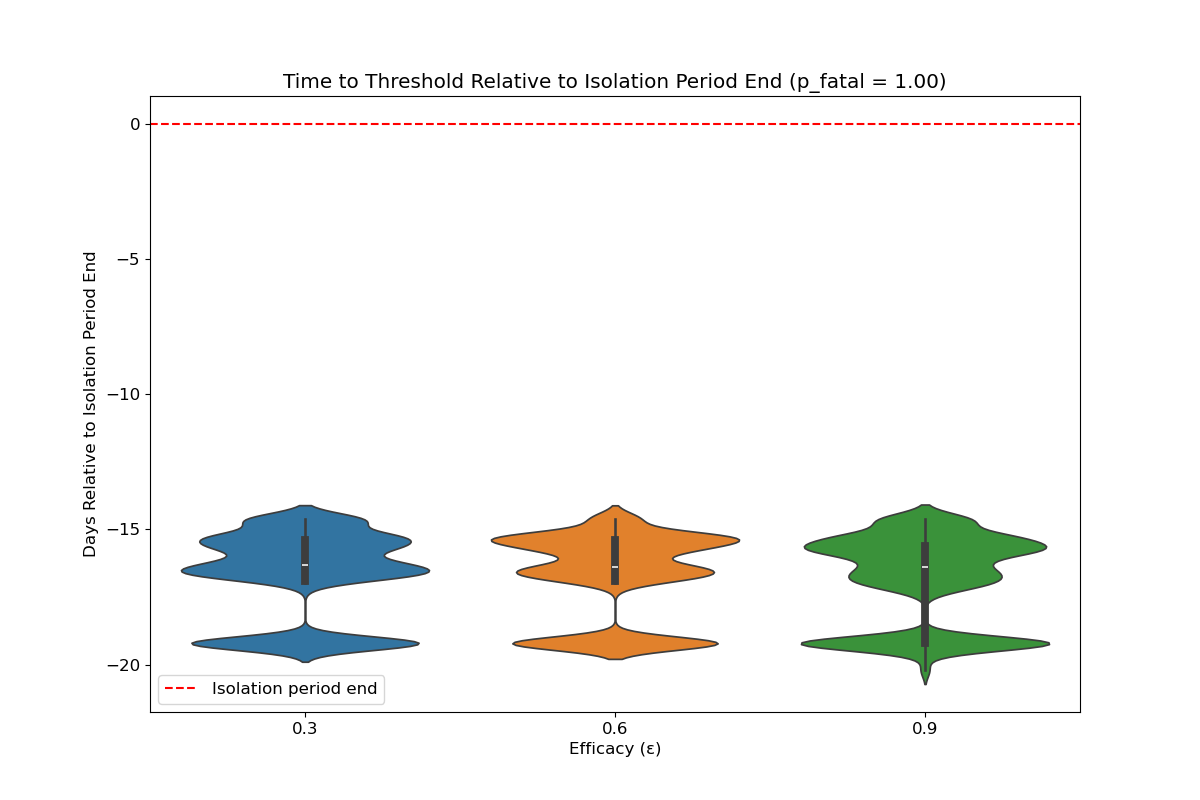 Time to Threshold Relative to Isolation Period End (p_fatal = 1.00)
Days Relative to Isolation Period End
0
−5
−10
−15
−20
Isolation period end
0.3
0.6
0.9
Efficacy (ε)